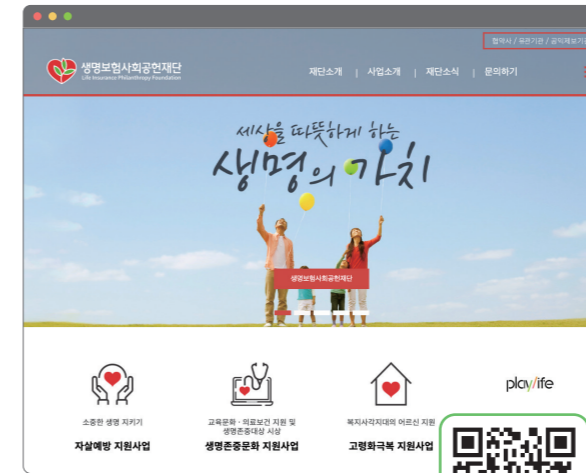 협약사 / 유관기관 / 공익제보기관
생명보험사회공헌재단
Life Insurance Philanthropy Foundation
재단소개 | 사업소개 | 재단소식 | 문의하기
세상을 따뜻하게 하는
생명의 가치
생명보험사회공헌재단
소중한 생명 지키기
자살예방 지원사업
교육문화 · 의료보건 지원 및
생명존중대상 시상
생명존중문화 지원사업
복지사각지대의 어르신 지원
고령화극복 지원사업
play/ife